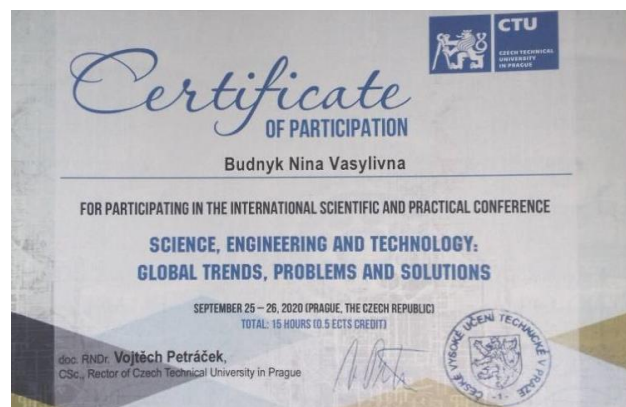 CTU
CZECH TECHNICAL
UNIVERSITY
IN PRAGUE
Certificate
OF PARTICIPATION
Budnyk Nina Vasylivna
FOR PARTICIPATING IN THE INTERNATIONAL SCIENTIFIC AND PRACTICAL CONFERENCE
SCIENCE, ENGINEERING AND TECHNOLOGY:
GLOBAL TRENDS, PROBLEMS AND SOLUTIONS
SEPTEMBER 25 – 26, 2020 (PRAGUE, THE CZECH REPUBLIC)
TOTAL: 15 HOURS (0.5 ECTS CREDIT)
doc. RNDr. Vojtěch Petráček,
CSc., Rector of Czech Technical University in Prague
ČESKÉ VYSOKÉ UČENÍ TECHNICKÉ V PRAZE
-1-